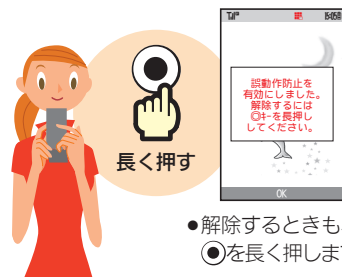 誤動作防止を
有効にしました。
解除するには
◎ｷｰを長押し
してください。
OK
長く押す
●解除するときも
◉を長く押しま